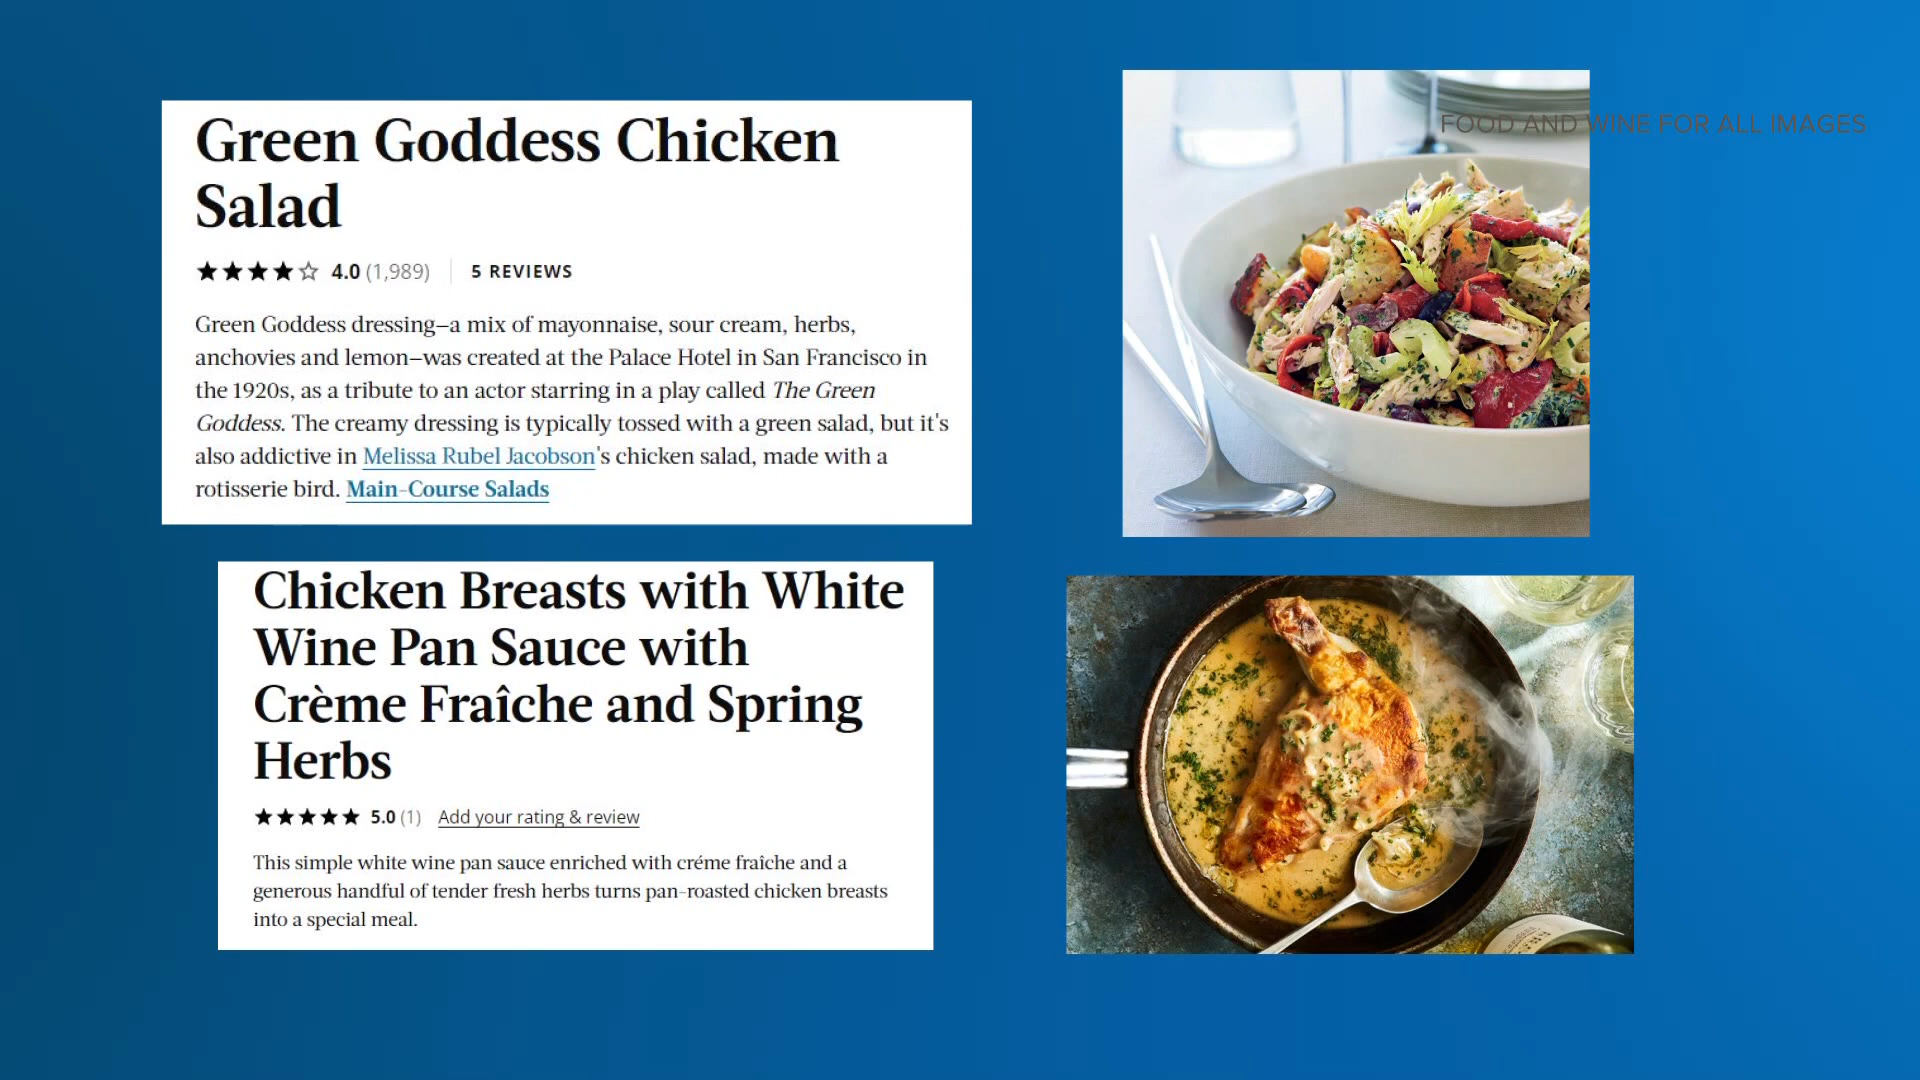 Green Goddess Chicken
Salad
4.0 (1,989) 5 REVIEWS
Green Goddess dressing—a mix of mayonnaise, sour cream, herbs,
anchovies and lemon—was created at the Palace Hotel in San Francisco in
the 1920s, as a tribute to an actor starring in a play called The Green
Goddess. The creamy dressing is typically tossed with a green salad, but it's
also addictive in Melissa Rubel Jacobson's chicken salad, made with a
rotisserie bird. Main-Course Salads
FOOD AND WINE FOR ALL IMAGES
Chicken Breasts with White
Wine Pan Sauce with
Crème Fraîche and Spring
Herbs
5.0 (1) Add your rating & review
This simple white wine pan sauce enriched with créme fraîche and a
generous handful of tender fresh herbs turns pan-roasted chicken breasts
into a special meal.